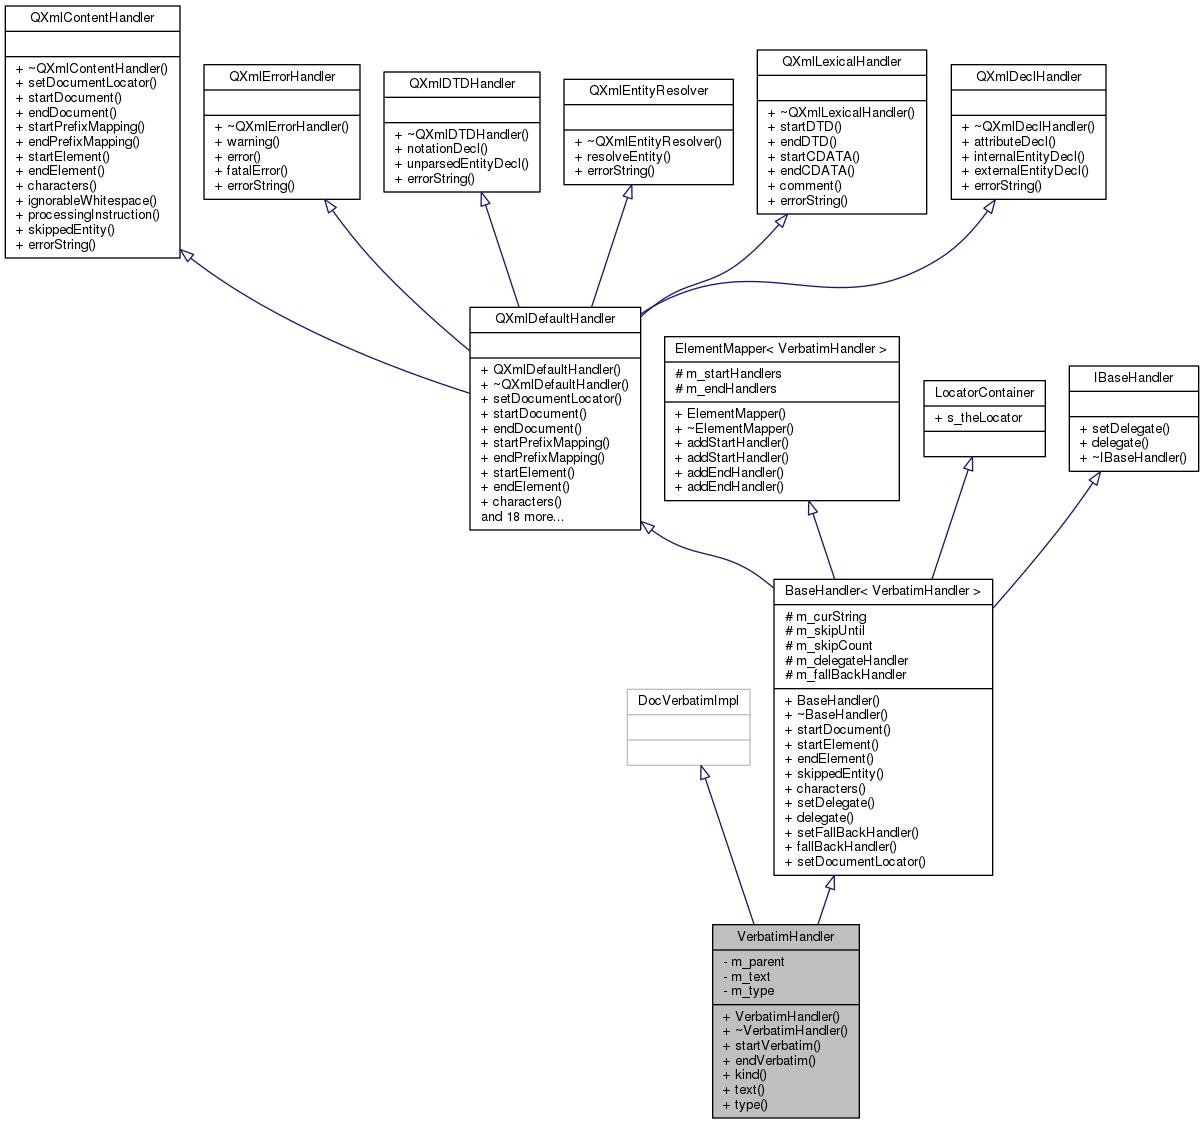 QXmlContentHandler
+ ~QXmlContentHandler()
+ setDocumentLocator()
+ startDocument()
+ endDocument()
+ startPrefixMapping()
+ endPrefixMapping()
+ startElement()
+ endElement()
+ characters()
+ ignorableWhitespace()
+ processingInstruction()
+ skippedEntity()
+ errorString()
QXmlErrorHandler
+ ~QXmlErrorHandler()
+ warning()
+ error()
+ fatalError()
+ errorString()
QXmlDTDHandler
+ ~QXmlDTDHandler()
+ notationDecl()
+ unparsedEntityDecl()
+ errorString()
QXmlEntityResolver
+ ~QXmlEntityResolver()
+ resolveEntity()
+ errorString()
QXmlLexicalHandler
+ ~QXmlLexicalHandler()
+ startDTD()
+ endDTD()
+ startCDATA()
+ endCDATA()
+ comment()
+ errorString()
QXmlDeclHandler
+ ~QXmlDeclHandler()
+ attributeDecl()
+ internalEntityDecl()
+ externalEntityDecl()
+ errorString()
QXmlDefaultHandler
+ QXmlDefaultHandler()
+ ~QXmlDefaultHandler()
+ setDocumentLocator()
+ startDocument()
+ endDocument()
+ startPrefixMapping()
+ endPrefixMapping()
+ startElement()
+ endElement()
+ characters()
and 18 more...
ElementMapper< VerbatimHandler >
# m_startHandlers
# m_endHandlers
+ ElementMapper()
+ ~ElementMapper()
+ addStartHandler()
+ addStartHandler()
+ addEndHandler()
+ addEndHandler()
LocatorContainer
+ s_theLocator
IBaseHandler
+ setDelegate()
+ delegate()
+ ~IBaseHandler()
BaseHandler< VerbatimHandler >
# m_curString
# m_skipUntil
# m_skipCount
# m_delegateHandler
# m_fallBackHandler
+ BaseHandler()
+ ~BaseHandler()
+ startDocument()
+ startElement()
+ endElement()
+ skippedEntity()
+ characters()
+ setDelegate()
+ delegate()
+ setFallBackHandler()
+ fallBackHandler()
+ setDocumentLocator()
DocVerbatimImpl
VerbatimHandler
- m_parent
- m_text
- m_type
+ VerbatimHandler()
+ ~VerbatimHandler()
+ startVerbatim()
+ endVerbatim()
+ kind()
+ text()
+ type()